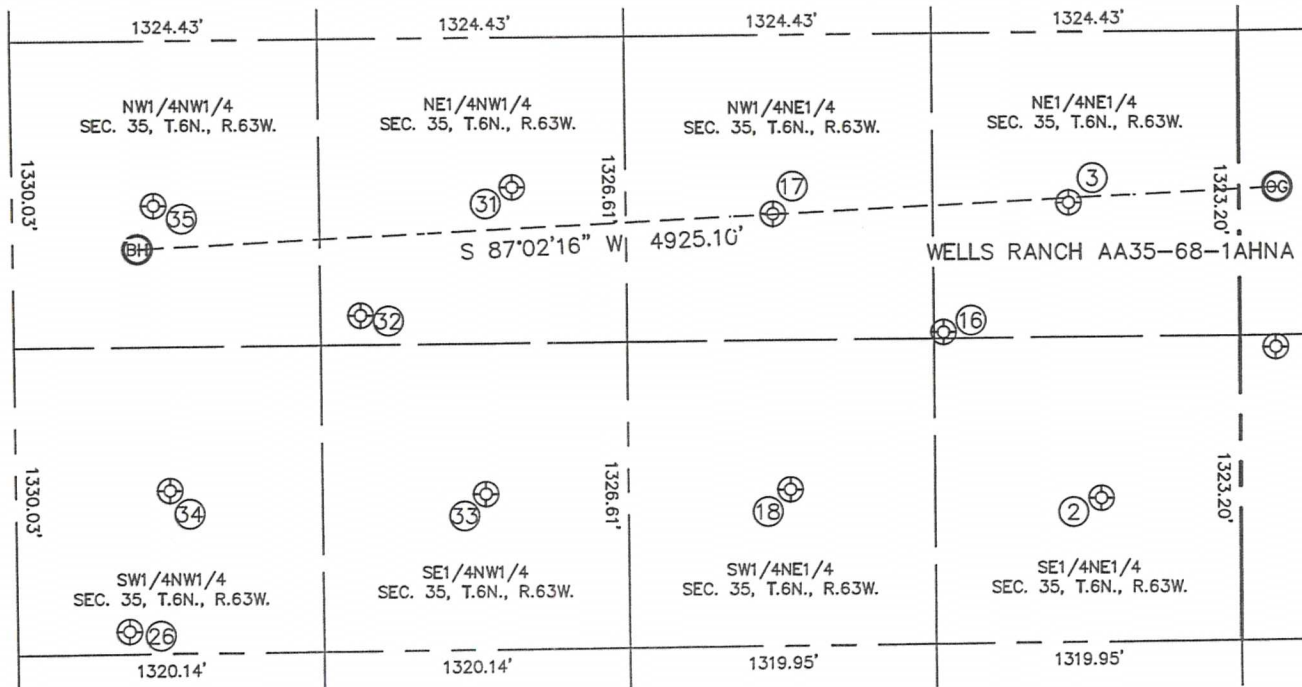 1324.43'
1324.43'
1324.43'
1324.43'
NW1/4NW1/4
SEC. 35, T.6N., R.63W.
NE1/4NW1/4
SEC. 35, T.6N., R.63W.
NW1/4NE1/4
SEC. 35, T.6N., R.63W.
NE1/4NE1/4
SEC. 35, T.6N., R.63W.
1330.03'
35
31
1326.61'
17
3
1323.20'
OG
BH
S 87°02'16" W 4925.10'
WELLS RANCH AA35-68-1AHNA
32
16
1330.03'
34
33
1326.61'
18
2
1323.20'
SW1/4NW1/4
SEC. 35, T.6N., R.63W.
SE1/4NW1/4
SEC. 35, T.6N., R.63W.
SW1/4NE1/4
SEC. 35, T.6N., R.63W.
SE1/4NE1/4
SEC. 35, T.6N., R.63W.
26
1320.14'
1320.14'
1319.95'
1319.95'